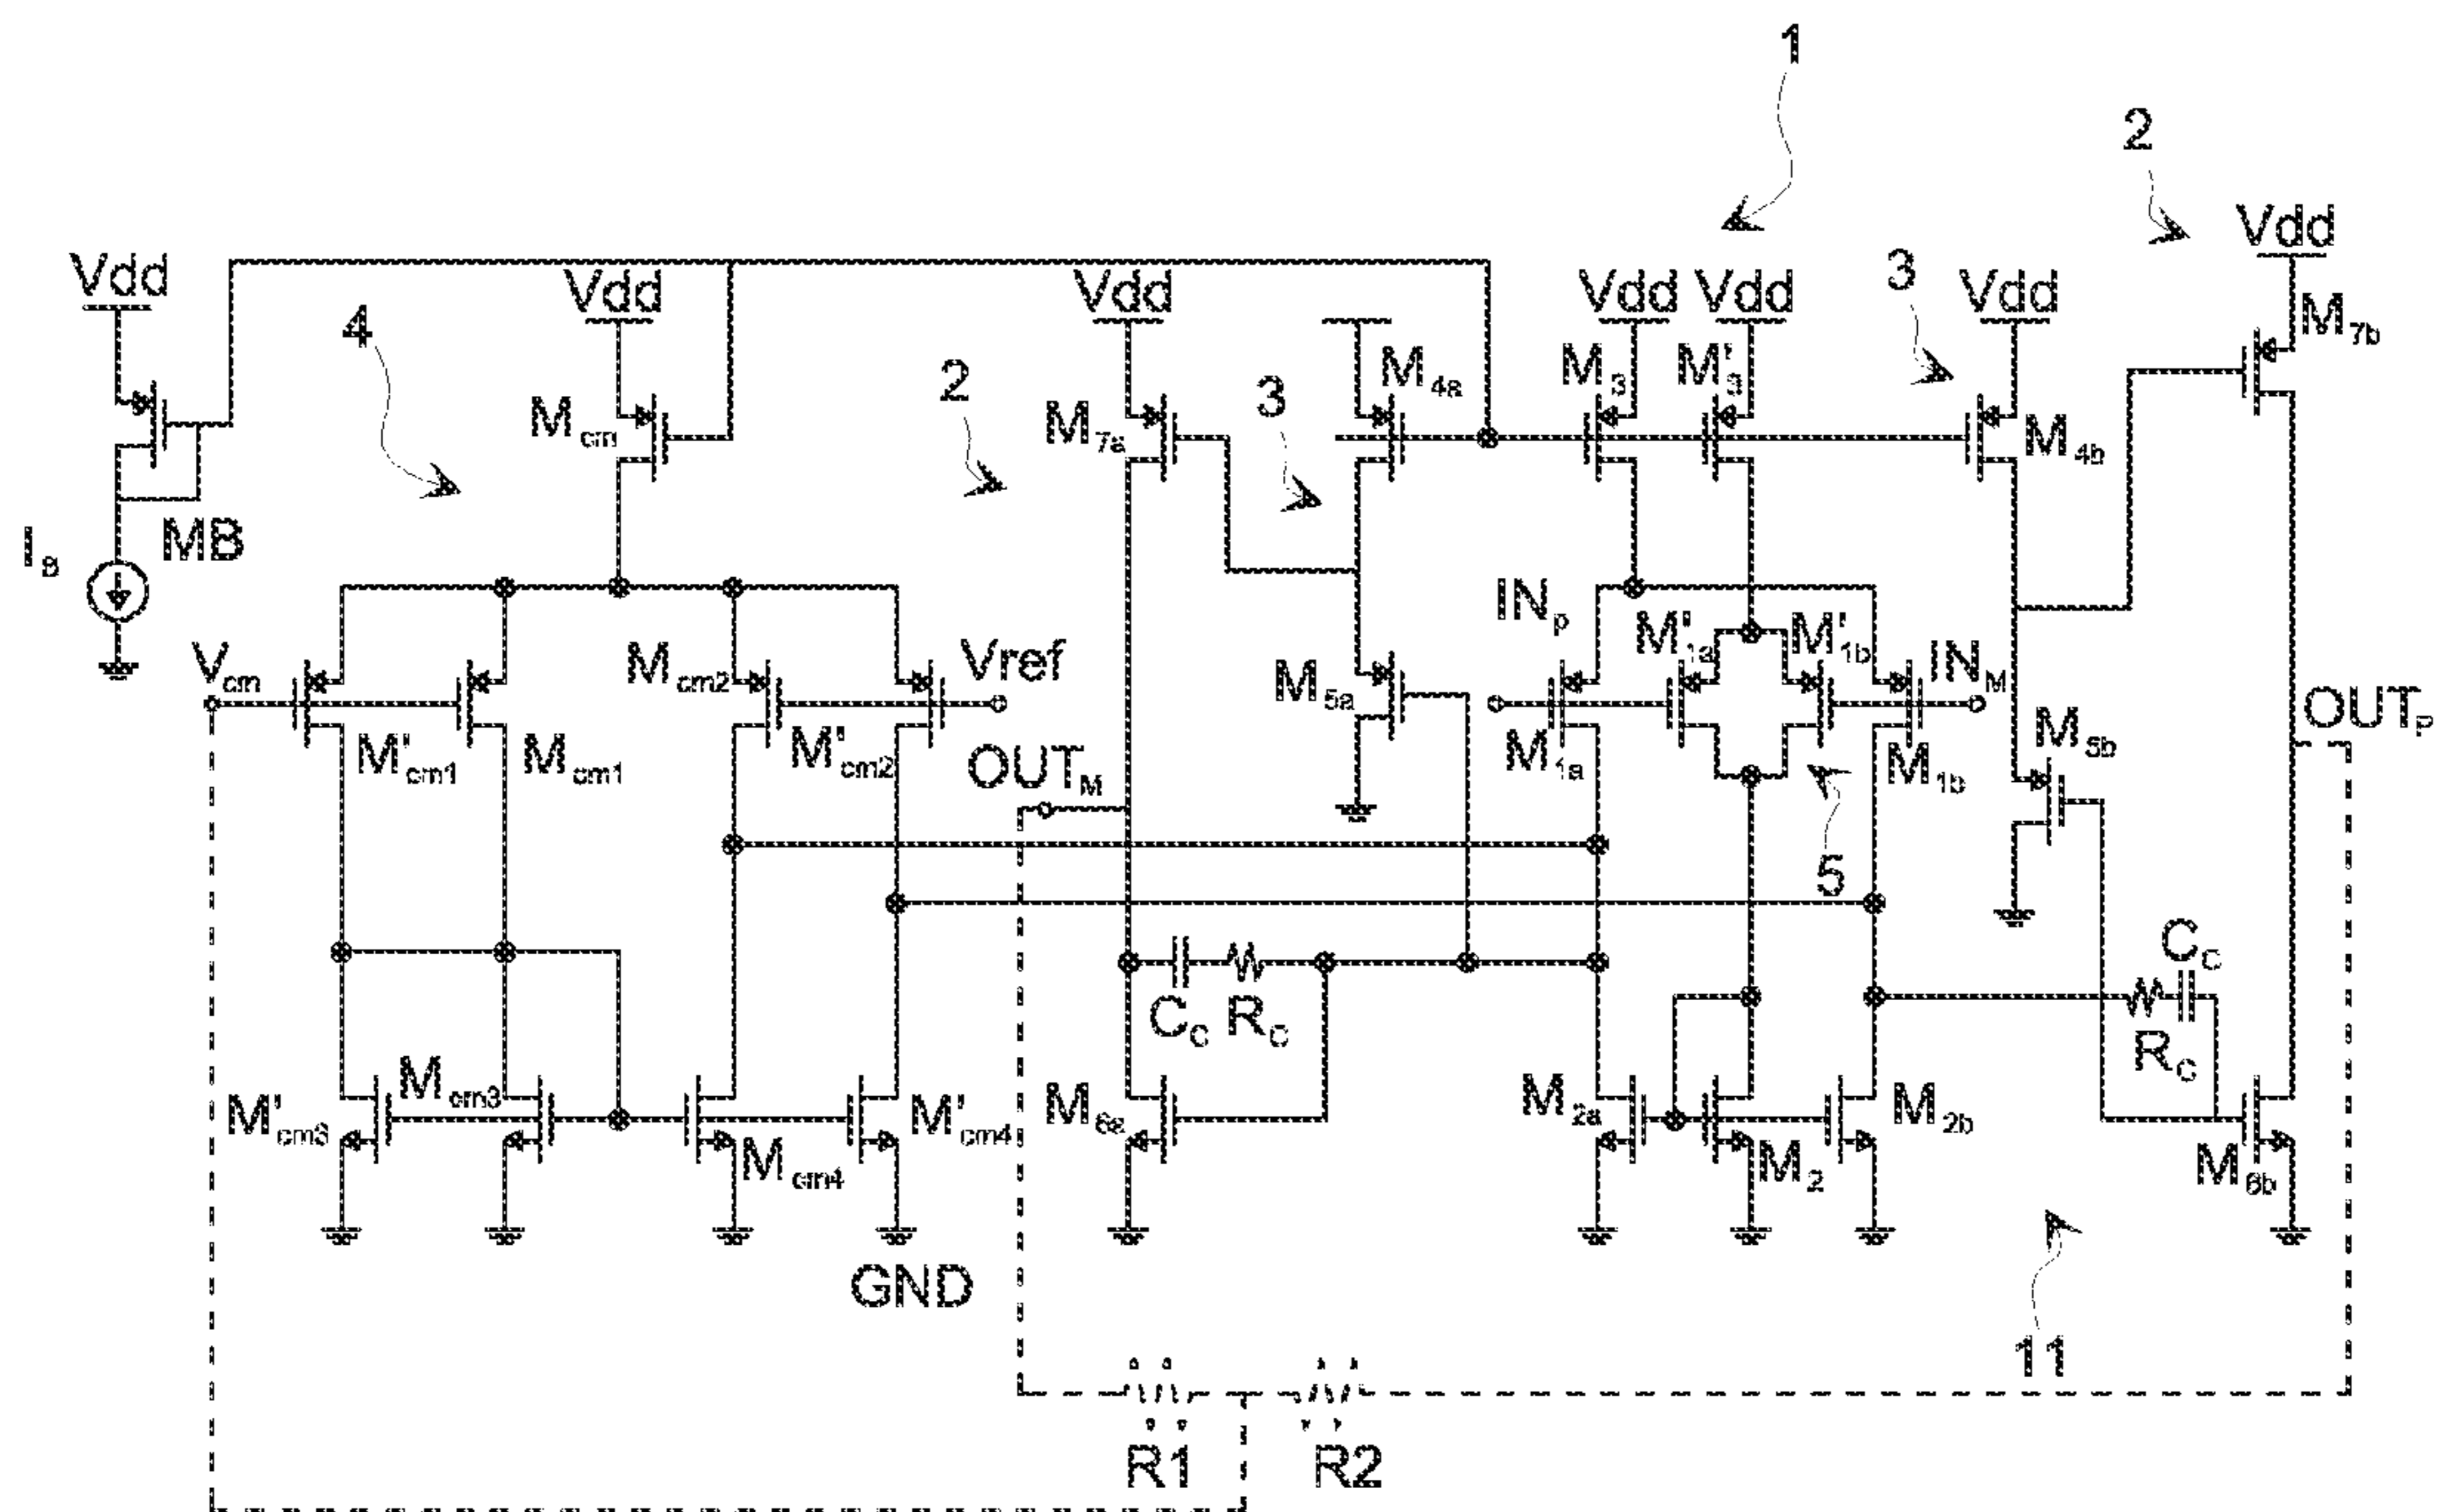 1
2
Vdd
Vdd
Vdd
Vdd
Vdd
Vdd
3
Vdd
4
M7b
2
3
M4a
M3
M'3
Mcm
M7a
M4b
MB
IB
INp
M'1a
M'1b
INM
Vcm
Mcm2
Vref
M5a
OUTP
M'cm1
Mcm1
M'cm2
OUTM
M1a
M1b
M5b
5
CC
RC
CC
RC
M'cm3
Mcm3
Mcm4
M'cm4
M6a
M2a
M2
M2b
M6b
GND
11
R1
R2